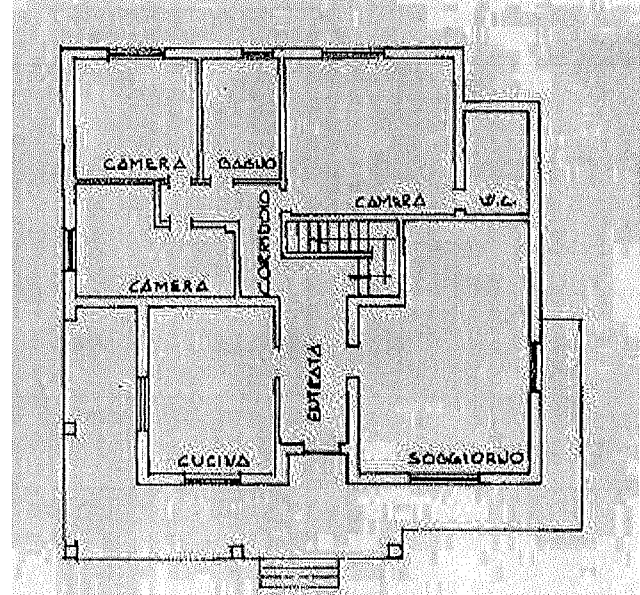 CAMERA
BAGNO
CAMERA
W.C.
CORRIDOIO
CAMERA
ENTRATA
CUCINA
SOGGIORNO